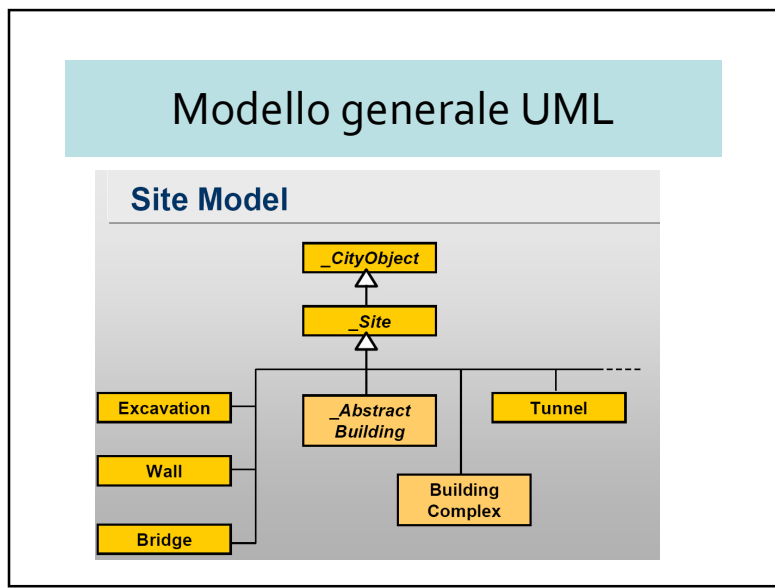 Modello generale UML
Site Model
_CityObject
_Site
Excavation
_Abstract
Building
Tunnel
Wall
Building
Complex
Bridge